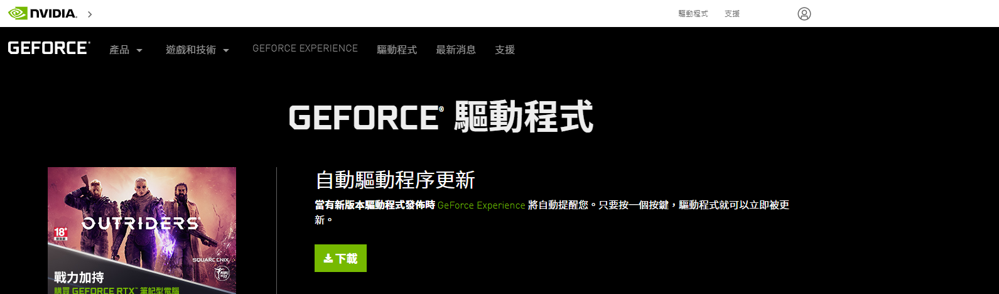 NVIDIA.
驅動程式 支援
GEFORCE® 產品 遊戲和技術 GEFORCE EXPERIENCE 驅動程式 最新消息 支援
GEFORCE® 驅動程式
自動驅動程序更新
當有新版本驅動程式發佈時 GeForce Experience 將自動提醒您。只要按一個按鍵，驅動程式就可以立即被更
新。
下載
OUTRIDERS
18+
限制級
SQUARE ENIX
戰力加持
購買 GEFORCE RTX™ 筆記型電腦